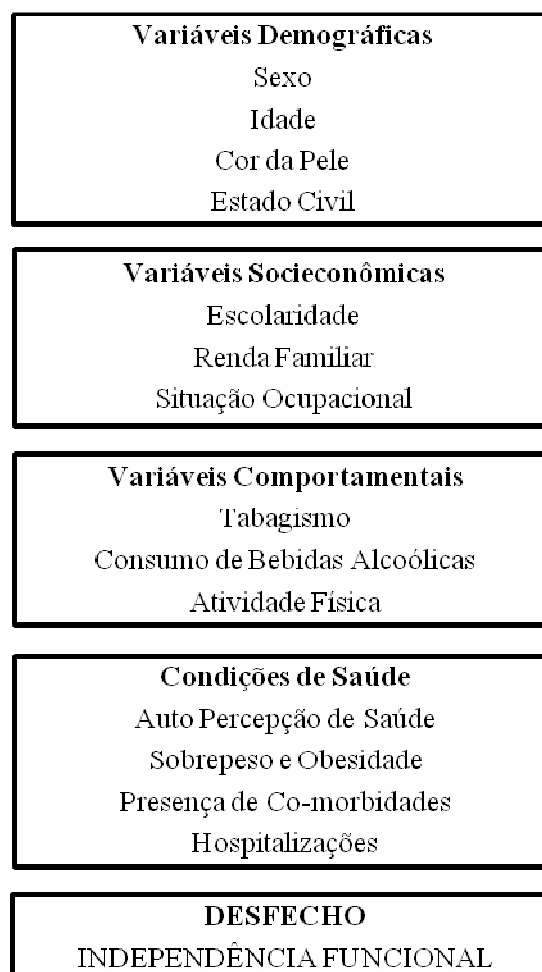 Variáveis Demográficas
Sexo
Idade
Cor da Pele
Estado Civil
Variáveis Socieconômicas
Escolaridade
Renda Familiar
Situação Ocupacional
Variáveis Comportamentais
Tabagismo
Consumo de Bebidas Alcoólicas
Atividade Física
Condições de Saúde
Auto Percepção de Saúde
Sobrepeso e Obesidade
Presença de Co-morbidades
Hospitalizações
DESFECHO
INDEPENDÊNCIA FUNCIONAL